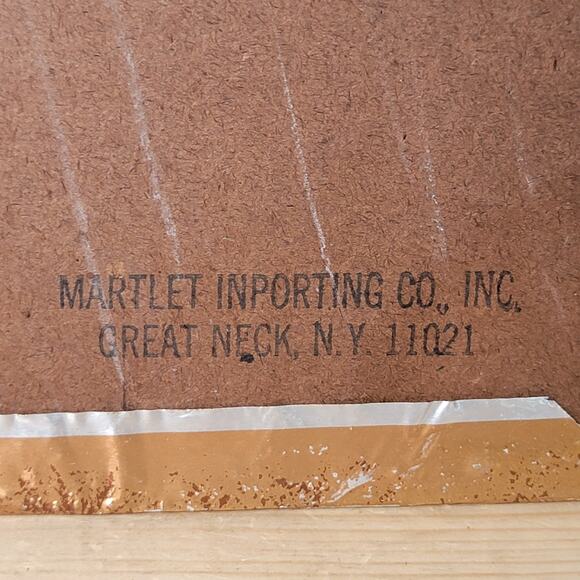 MARTLET INPORTING CO., INC.
GREAT NECK, N.Y. 11021